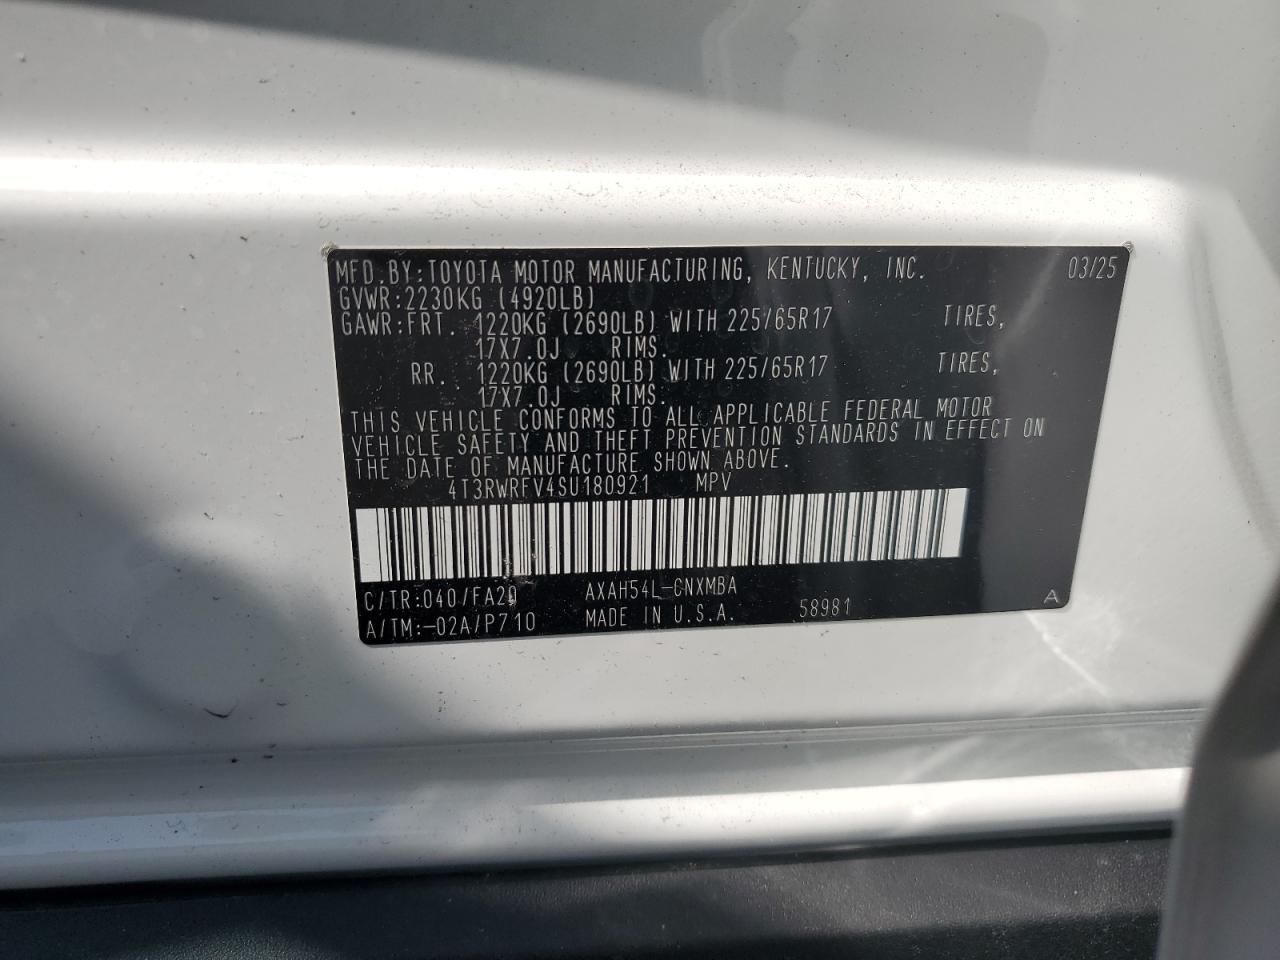 MFD.BY:TOYOTA MOTOR MANUFACTURING, KENTUCKY, INC. 03/25
GVWR:2230KG (4920LB)
GAWR:FRT. 1220KG (2690LB) WITH 225/65R17 TIRES,
17X7.0J RIMS.
RR. 1220KG (2690LB) WITH 225/65R17 TIRES,
17X7.0J RIMS.
THIS VEHICLE CONFORMS TO ALL APPLICABLE FEDERAL MOTOR
VEHICLE SAFETY AND THEFT PREVENTION STANDARDS IN EFFECT ON
THE DATE OF MANUFACTURE SHOWN ABOVE.
4T3RWRFV4SU180921 MPV
C/TR:040/FA20 AXAH54L-CNXMBA
A/TM:-02A/P710 MADE IN U.S.A. 58981 A